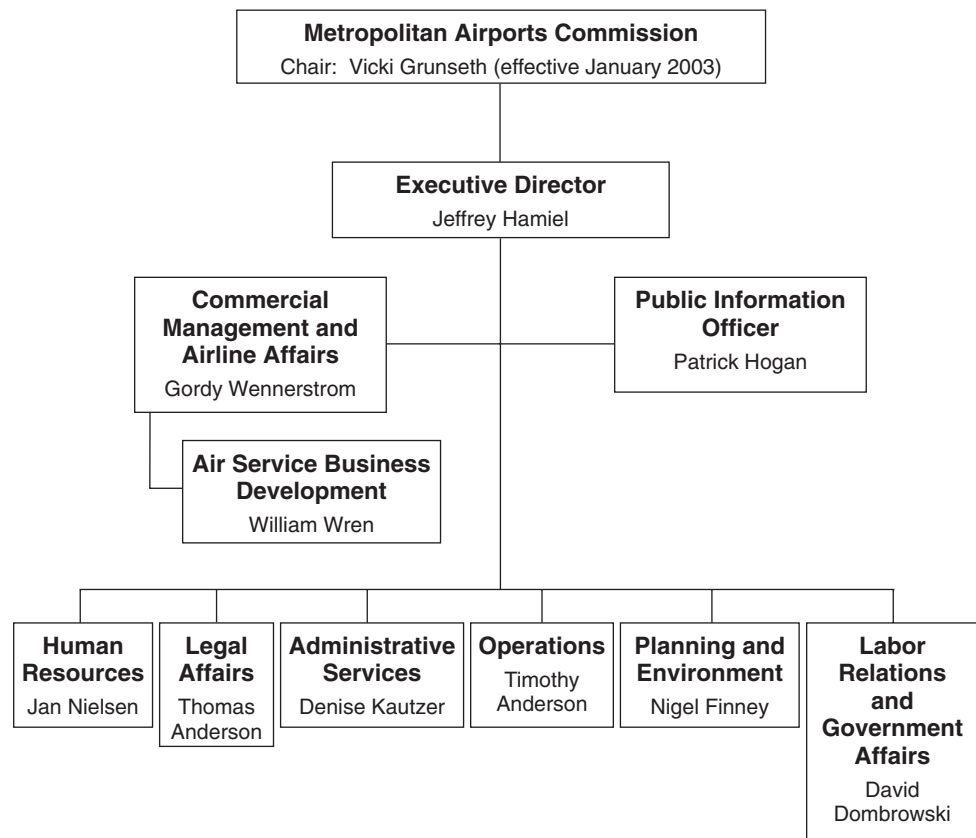 Metropolitan Airports Commission
Chair: Vicki Grunseth (effective January 2003)
Executive Director
Jeffrey Hamiel
Commercial
Management and
Airline Affairs
Gordy Wennerstrom
Public Information
Officer
Patrick Hogan
Air Service Business
Development
William Wren
Human
Resources
Jan Nielsen
Legal
Affairs
Thomas
Anderson
Administrative
Services
Denise Kautzer
Operations
Timothy
Anderson
Planning and
Environment
Nigel Finney
Labor
Relations
and
Government
Affairs
David
Dombrowski